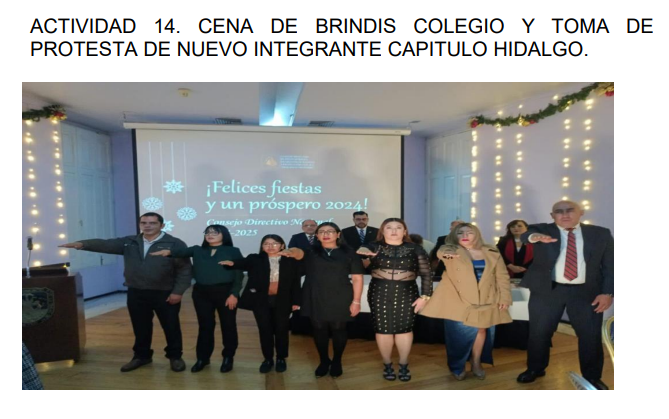 ACTIVIDAD 14. CENA DE BRINDIS COLEGIO Y TOMA DE
PROTESTA DE NUEVO INTEGRANTE CAPITULO HIDALGO.
¡Felices fiestas
y un próspero 2024!
Consejo Directivo
2025